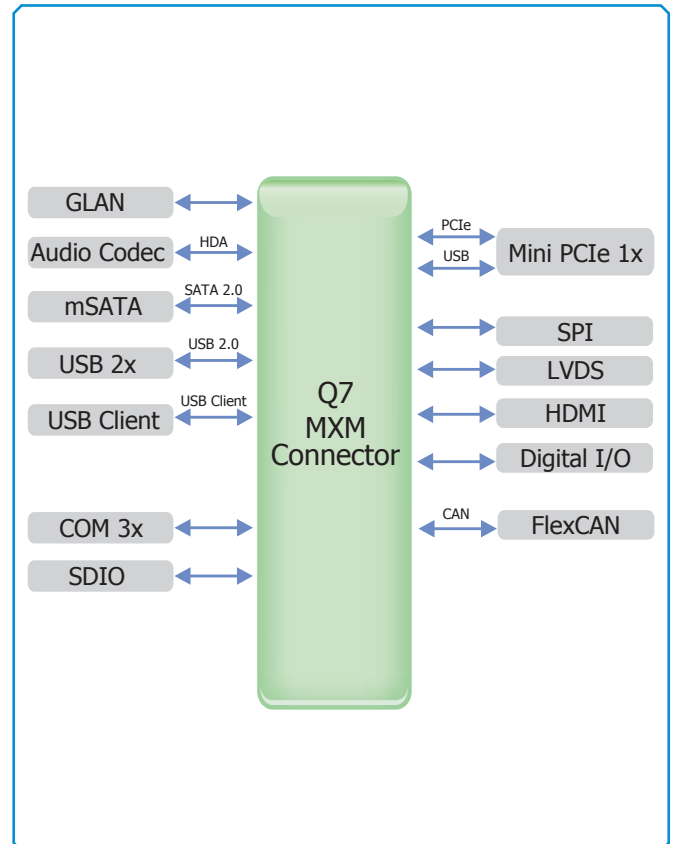 GLAN
Audio Codec
HDA
mSATA
SATA 2.0
USB 2x
USB 2.0
USB Client
USB Client
COM 3x
SDIO
Q7
MXM
Connector
PCIe
USB
Mini PCIe 1x
SPI
LVDS
HDMI
Digital I/O
CAN
FlexCAN